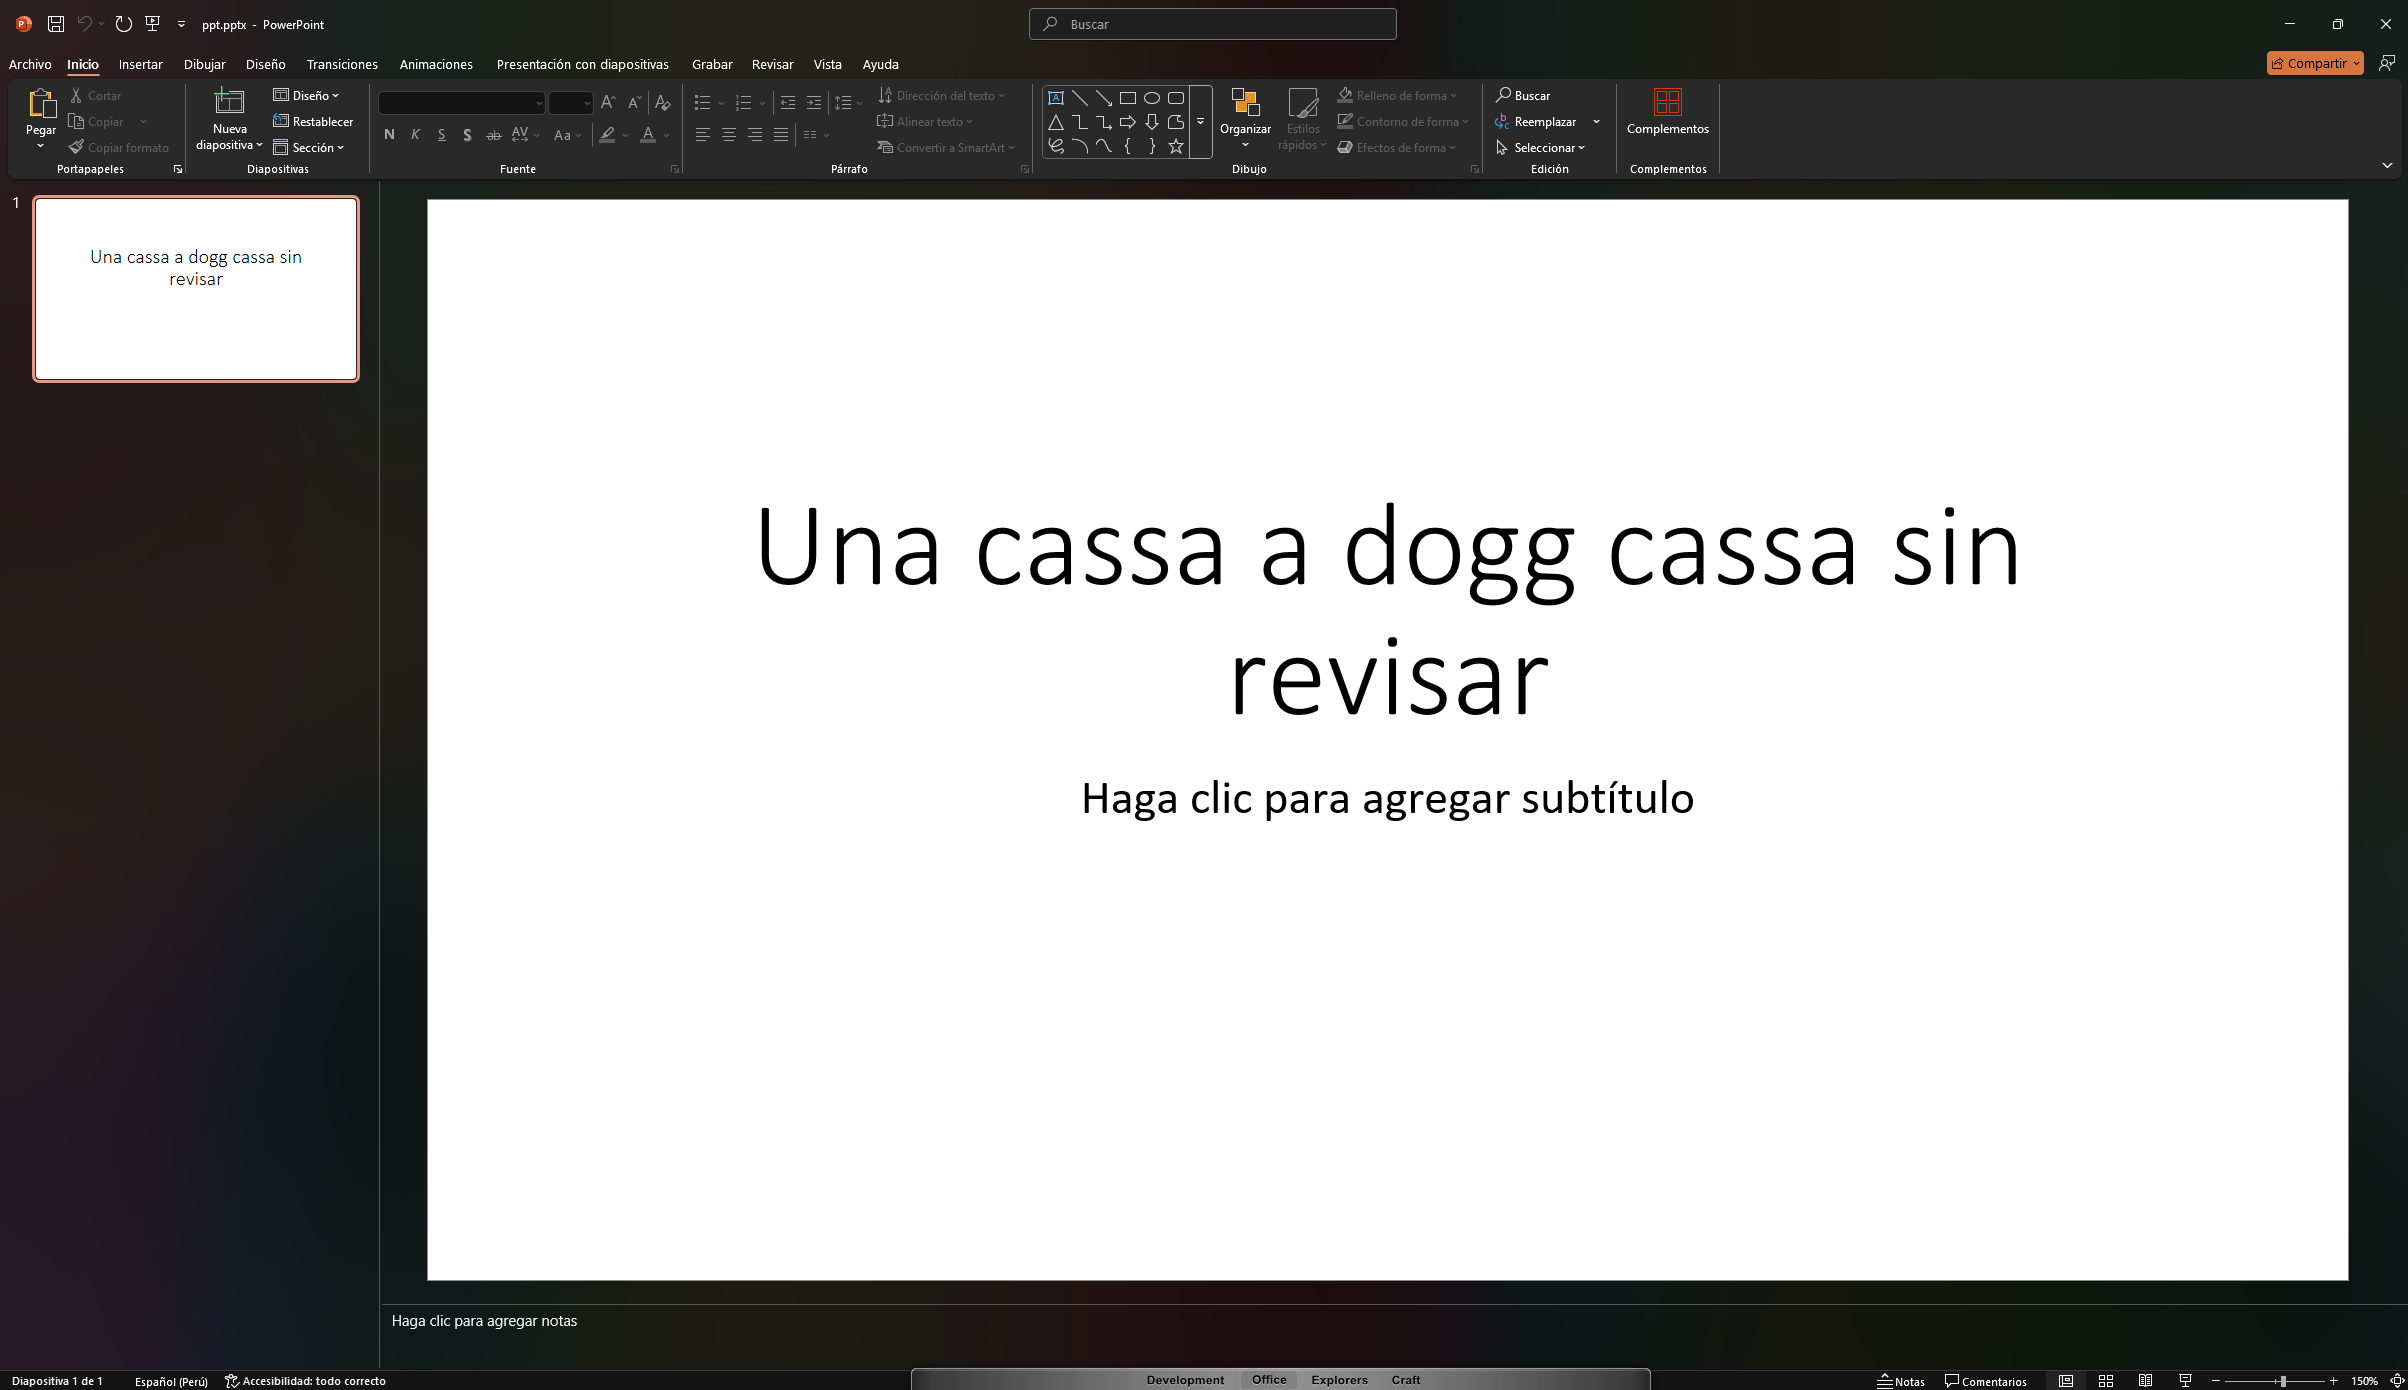 ppt.pptx - PowerPoint
Buscar
Archivo Inicio Insertar Dibujar Diseño Transiciones Animaciones Presentación con diapositivas Grabar Revisar Vista Ayuda
Compartir
Pegar
Cortar
Copiar
Copiar formato
Portapapeles
Nueva
diapositiva
Diseño
Restablecer
Sección
Diapositivas
N K S S ab AV Aa A
Fuente
Dirección del texto
Alinear texto
Convertir a SmartArt
Párrafo
Organizar
Estilos
rápidos
Relleno de forma
Contorno de forma
Efectos de forma
Dibujo
Buscar
Reemplazar
Seleccionar
Edición
Complementos
Complementos
1
Una cassa a dogg cassa sin
revisar
Una cassa a dogg cassa sin
revisar
Haga clic para agregar subtítulo
Haga clic para agregar notas
Diapositiva 1 de 1 Español (Perú) Accesibilidad: todo correcto
Development Office Explorers Craft
Notas Comentarios 150%